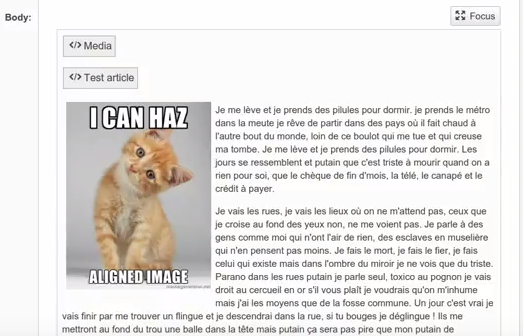 Body:
Focus
</> Media
</> Test article
I CAN HAZ
ALIGNED IMAGE
Je me lève et je prends des pilules pour dormir. je prends le métro
dans la meute je rêve de partir dans des pays où il fait chaud à
l'autre bout du monde, loin de ce boulot qui me tue et qui creuse
ma tombe. Je me lève et je prends des pilules pour dormir. Les
jours se ressemblent et putain que c'est triste à mourir quand on a
rien pour soi, que le chèque de fin d'mois, la télé, le canapé et le
crédit à payer.
Je vais les rues, je vais les lieux où on ne m'attend pas, ceux que
je croise au fond des yeux non, ne me voient pas. Je parle à des
gens comme moi qui n'ont l'air de rien, des esclaves en muselière
qui n'en pensent pas moins. Je fais le mort, je fais le fier, je fais
celui qui existe mais dans l'ombre du miroir je ne vois que du triste.
Parano dans les rues putain je parle seul, toxico au pognon je vais
droit au cercueil en or s'il vous plaît je voudrais qu'on m'inhume
mais j'ai les moyens que de la fosse commune. Un jour c'est vrai je
vais finir par me trouver un flingue et je descendrai dans la rue, si tu bouges je déglingue ! Ils me
mettront au fond du trou une balle dans la tête mais putain ça sera pas pire que mon putain de